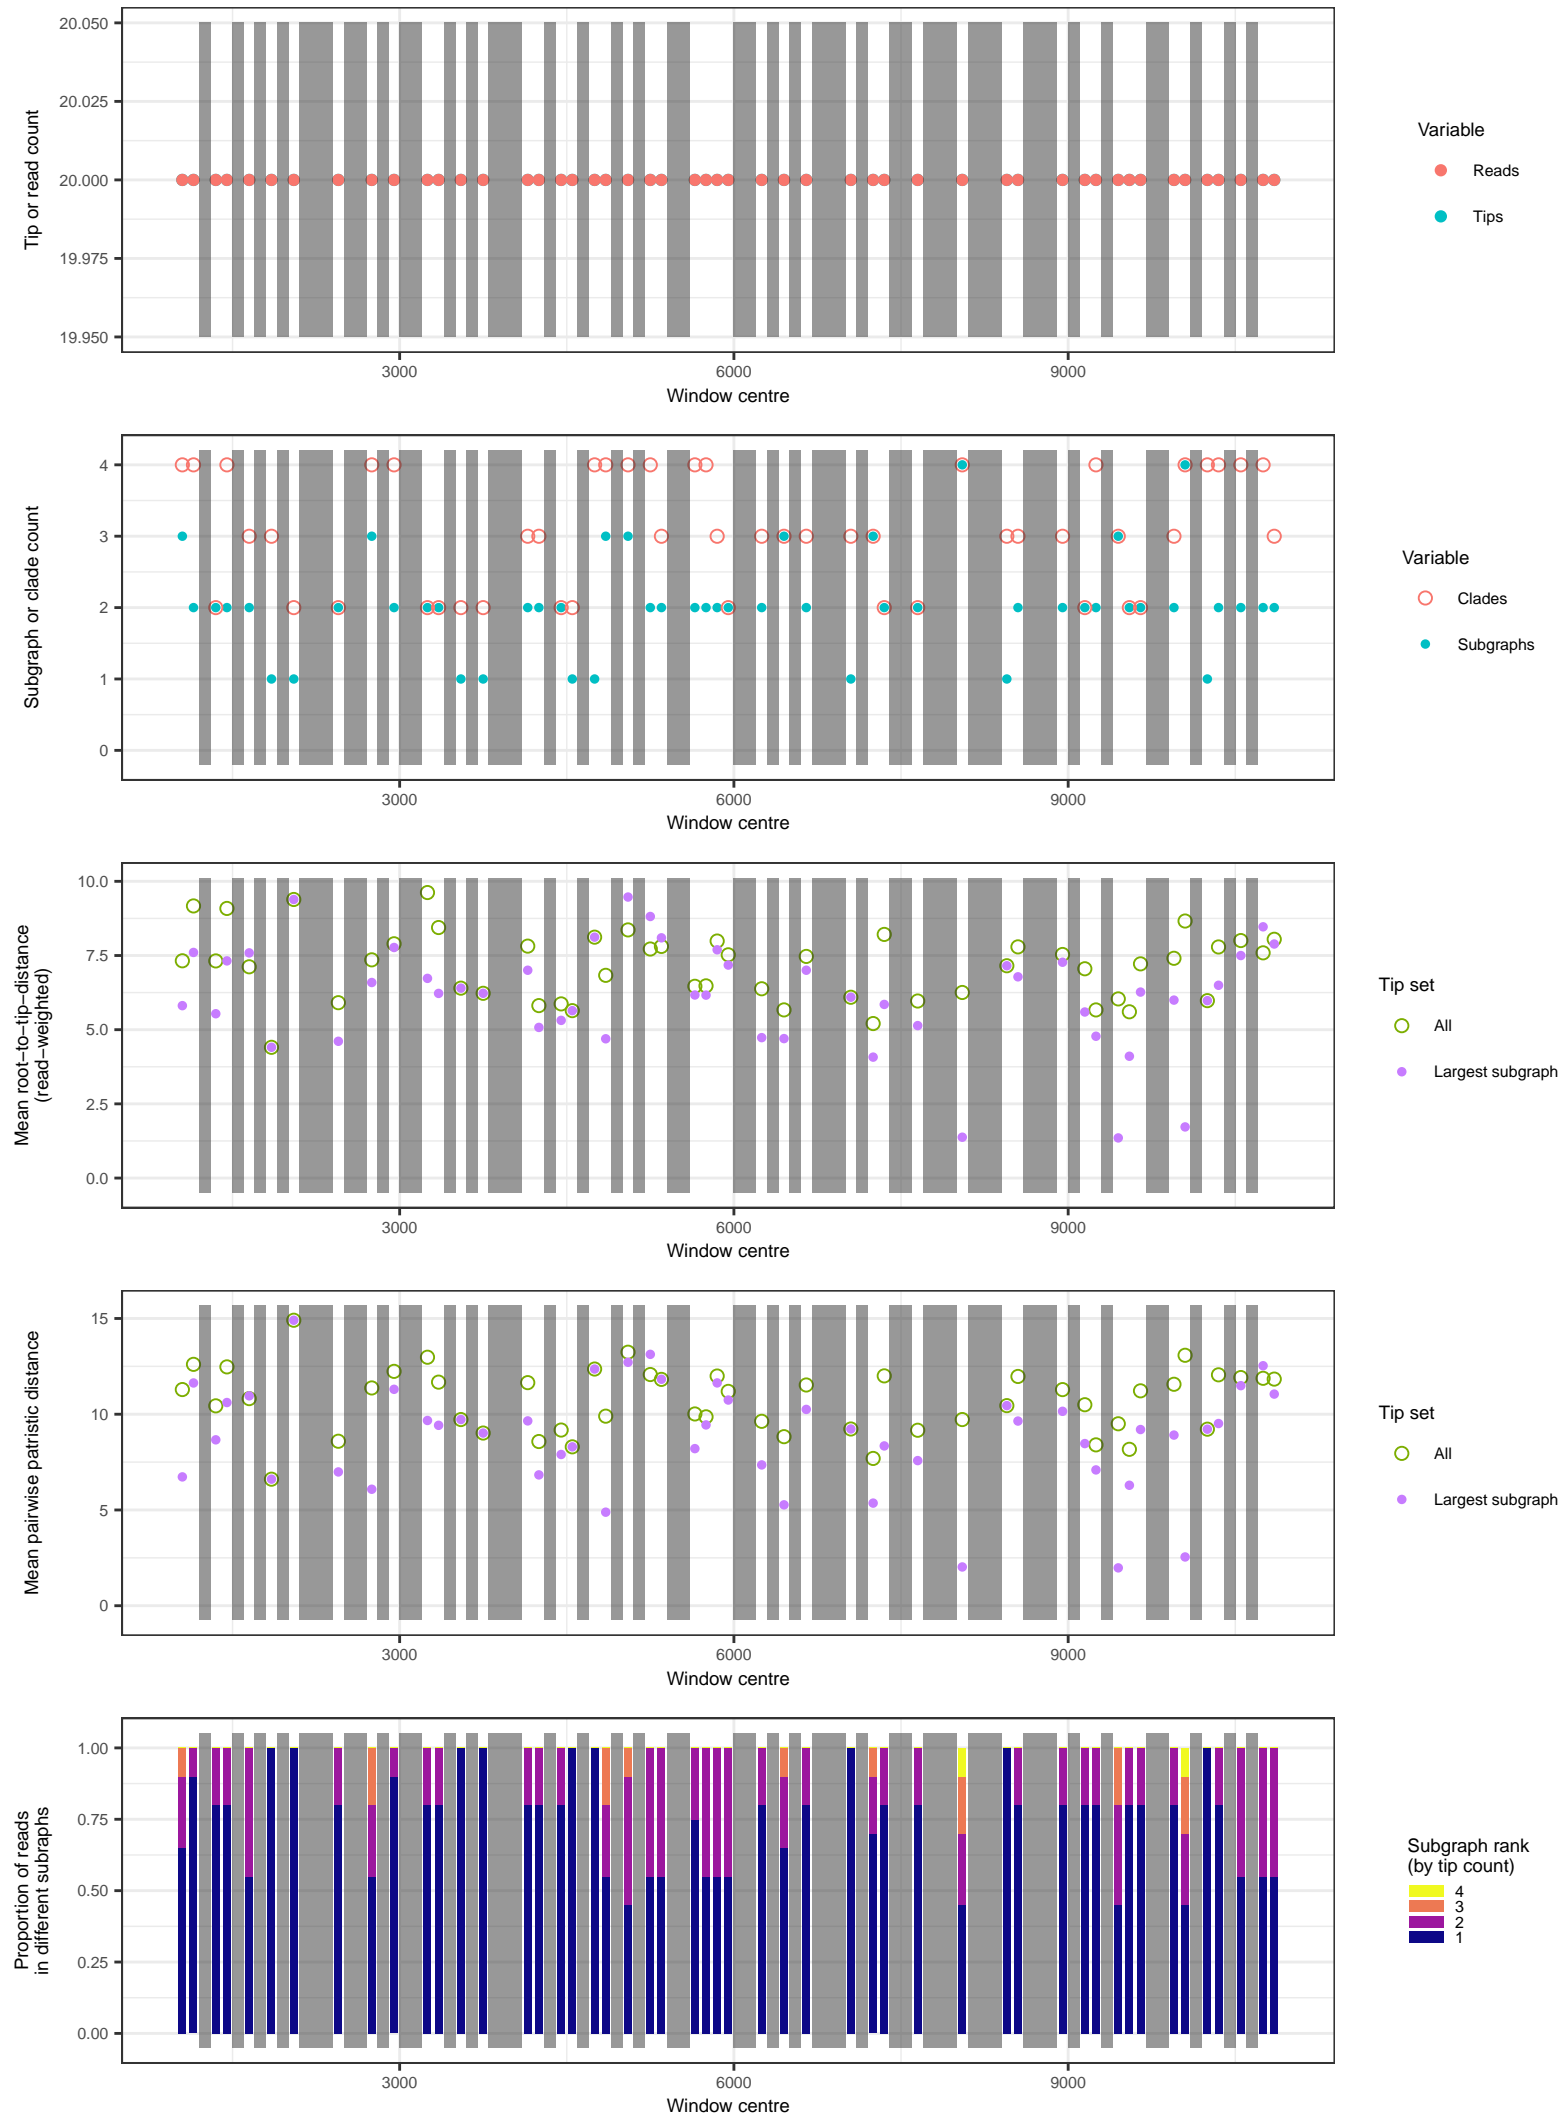 20.050
20.025
20.000
19.975
19.950
Tip or read count
3000
6000
9000
Window centre
Variable
Reads
Tips
4
3
2
1
0
Subgraph or clade count
3000
6000
9000
Window centre
Variable
Clades
Subgraphs
10.0
7.5
5.0
2.5
0.0
Mean root−to−tip−distance
(read−weighted)
3000
6000
9000
Window centre
Tip set
All
Largest subgraph
15
10
5
0
Mean pairwise patristic distance
3000
6000
9000
Window centre
Tip set
All
Largest subgraph
1.00
0.75
0.50
0.25
0.00
Proportion of reads
in different subraphs
3000
6000
9000
Window centre
Subgraph rank
(by tip count)
4
3
2
1